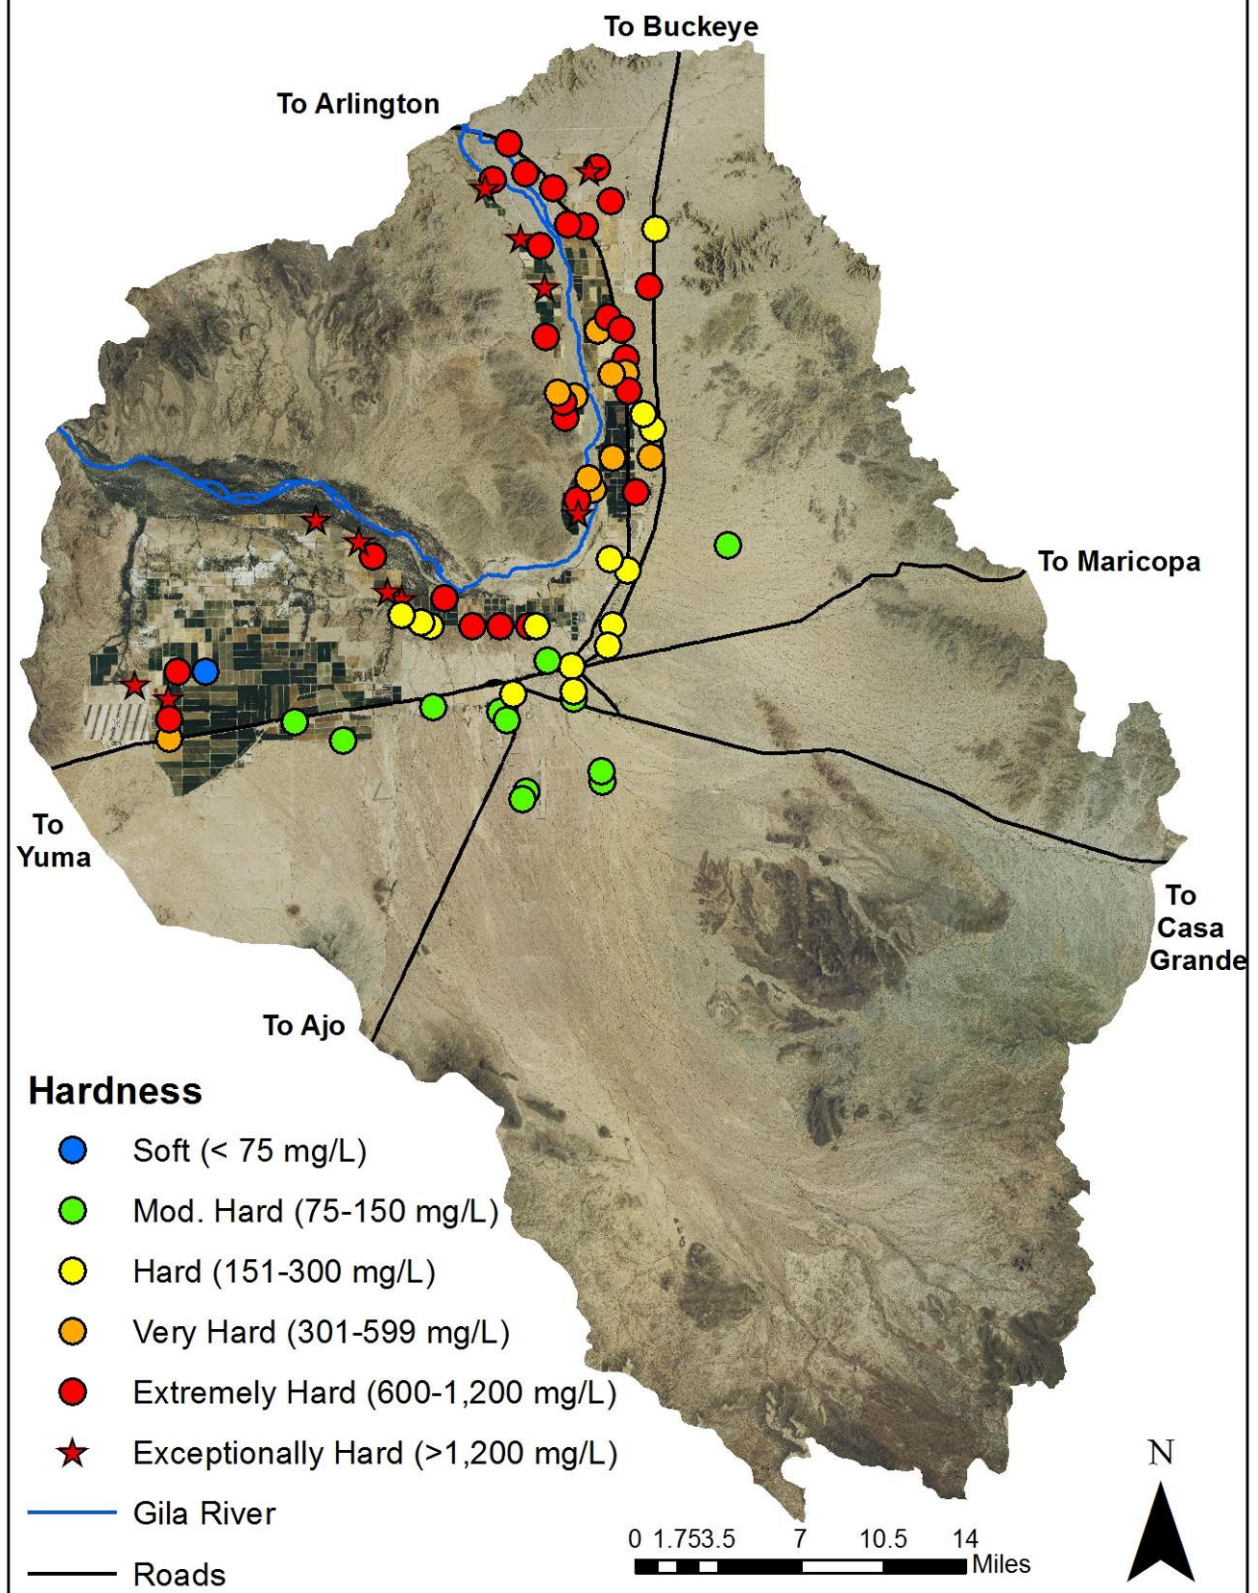 To Buckeye
To Arlington
To Maricopa
To
Yuma
To
Casa
Grande
To Ajo
Hardness
Soft (< 75 mg/L)
Mod. Hard (75-150 mg/L)
Hard (151-300 mg/L)
Very Hard (301-599 mg/L)
Extremely Hard (600-1,200 mg/L)
Exceptionally Hard (>1,200 mg/L)
Gila River
Roads
N
0 1.75 3.5 7 10.5 14
Miles